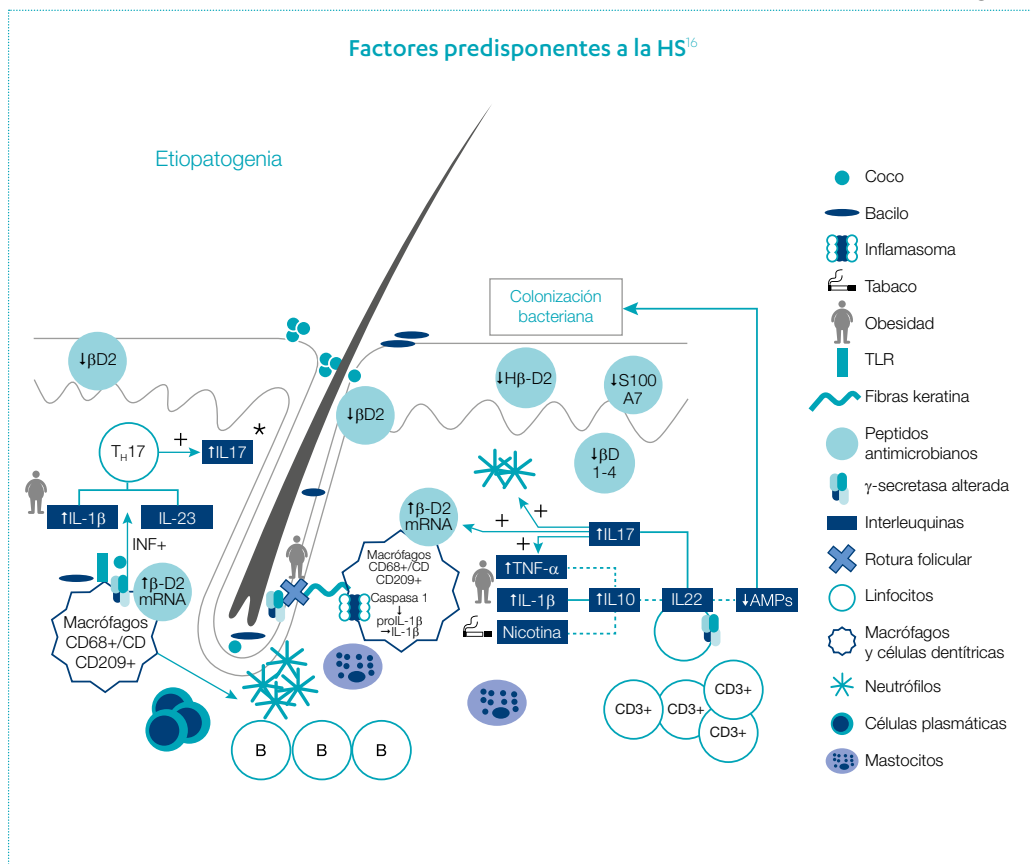 Factores predisponentes a la HS16
Etiopatogenia
Coco
Bacilo
Inflamasoma
Tabaco
Obesidad
TLR
Fibras keratina
Peptidos
antimicrobianos
γ-secretasa alterada
Interleuquinas
Rotura folicular
Linfocitos
Macrófagos
y células dentítricas
Neutrófilos
Células plasmáticas
Mastocitos
Colonización
bacteriana
↓βD2
↓βD2
↓Hβ-D2
↓S100
A7
↓βD
1-4
TH17
+
↑IL17
*
↑IL-1β
IL-23
INF+
↑β-D2
mRNA
Macrófagos
CD68+/CD
CD209+
↑β-D2
mRNA
Macrófagos
CD68+/CD
CD209+
Caspasa 1
↓
proIL-1β
→IL-1β
+
+
+
↑IL17
↑TNF-α
↑IL-1β
↑IL10
IL22
↓AMPs
Nicotina
CD3+
CD3+
CD3+
CD3+
B
B
B